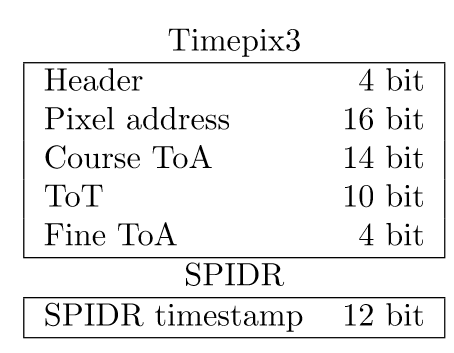 Timepix3
Header 4 bit
Pixel address 16 bit
Course ToA 14 bit
ToT 10 bit
Fine ToA 4 bit
SPIDR
SPIDR timestamp 12 bit